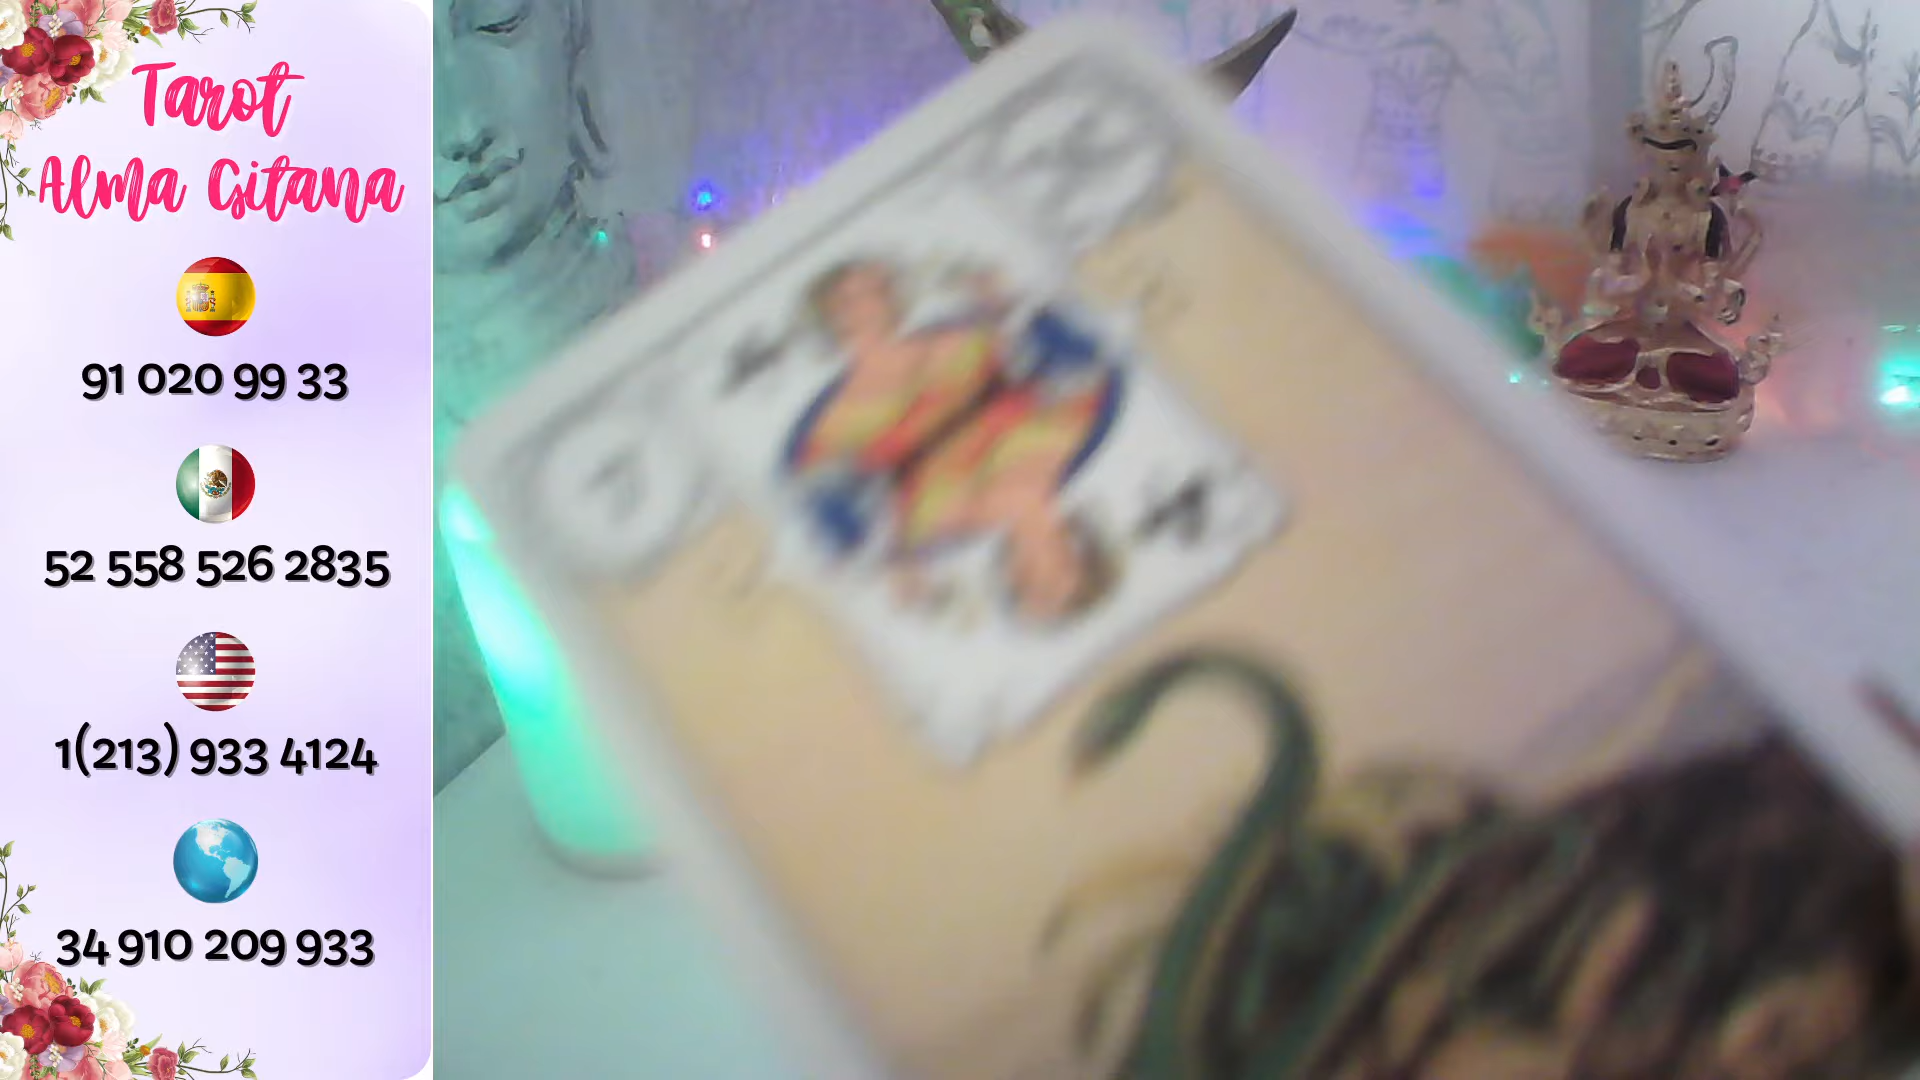 Tarot
Alma Gitana
91 020 99 33
52 558 526 2835
1(213) 933 4124
34 910 209 933